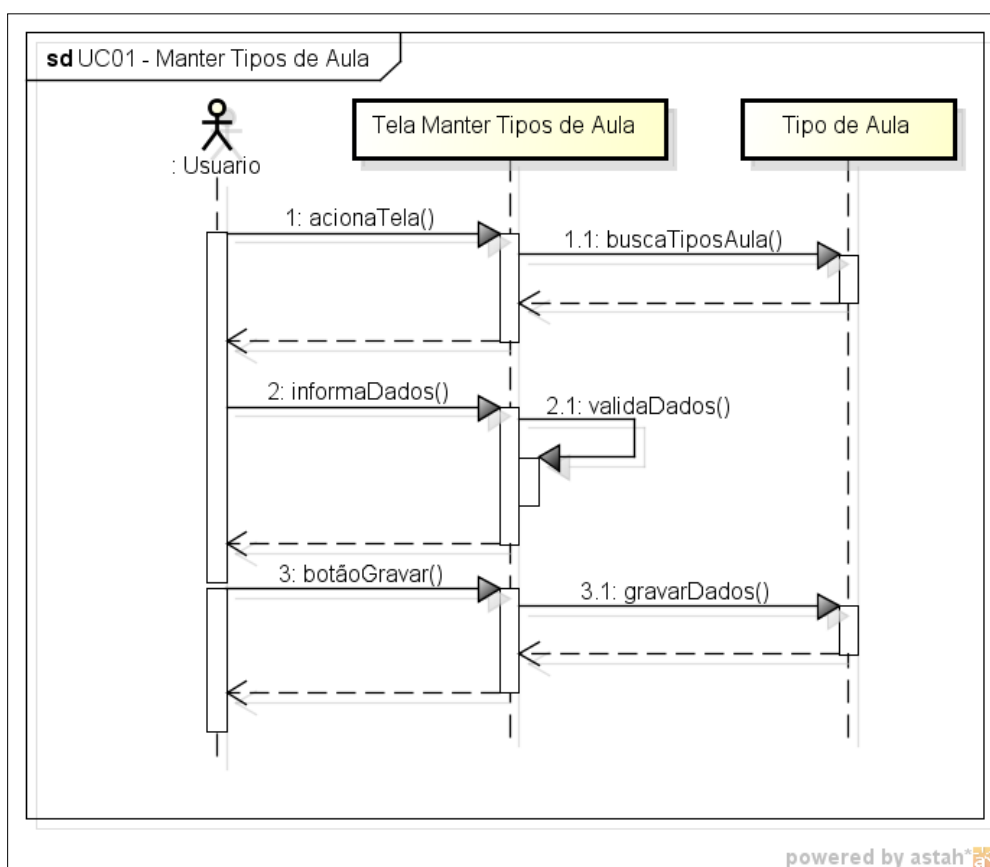 sd UC01 - Manter Tipos de Aula
: Usuario
Tela Manter Tipos de Aula
Tipo de Aula
1: acionaTela()
1.1: buscaTiposAula()
2: informaDados()
2.1: validaDados()
3: botãoGravar()
3.1: gravarDados()
powered by astah*